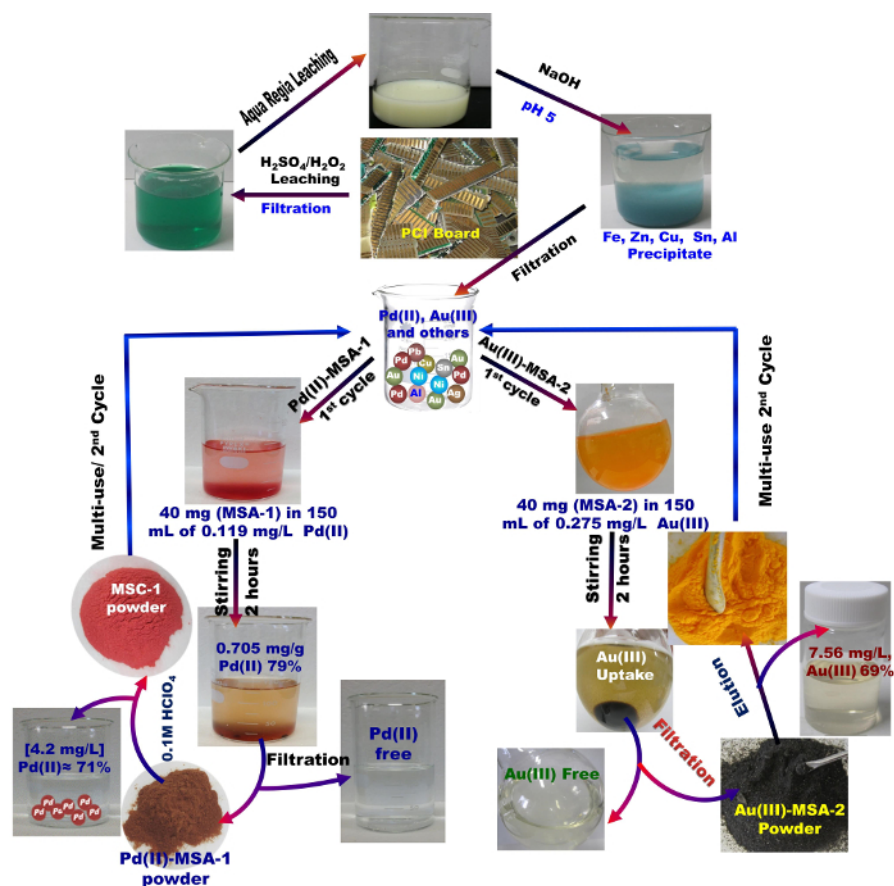 Aqua Regia Leaching
NaOH
pH 5
H₂SO₄/H₂O₂
Leaching
Filtration
PCI Board
Fe, Zn, Cu, Sn, Al
Precipitate
Filtration
Pd(II), Au(III)
and others
Pb
Cu
Au
Pd
Sn
Au
Ni
Pd
Ni
Pd
Al
Au
Ag
Pd(II)-MSA-1
1st cycle
Au(III)-MSA-2
1st cycle
Multi-use/ 2nd Cycle
Multi-use 2nd Cycle
40 mg (MSA-1) in 150
mL of 0.119 mg/L Pd(II)
40 mg (MSA-2) in 150
mL of 0.275 mg/L Au(III)
Stirring
2 hours
Stirring
2 hours
MSC-1
powder
0.705 mg/g
Pd(II) 79%
Au(III)
Uptake
7.56 mg/L,
Au(III) 69%
Elution
0.1M HClO₄
[4.2 mg/L]
Pd(II)≈ 71%
Pd
Pd
Pd
Pd
Pd
Filtration
Pd(II)
free
Filtration
Au(III) Free
Au(III)-MSA-2
Powder
Pd(II)-MSA-1
powder